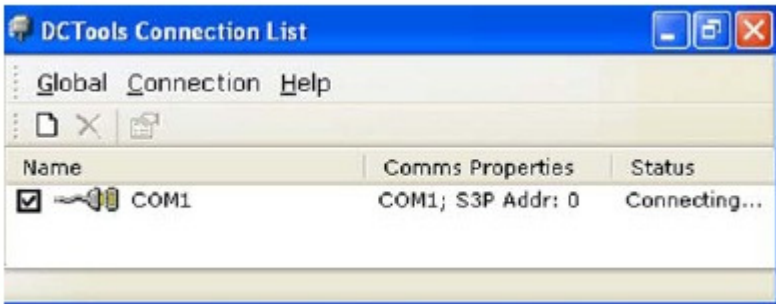 DCTools Connection List
Global Connection Help
Name Comms Properties Status
COM1 COM1; S3P Addr: 0 Connecting...